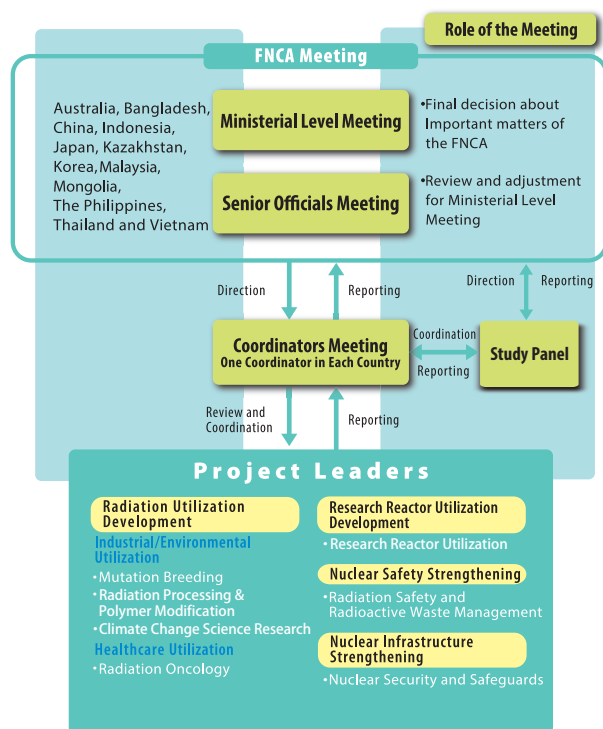 Role of the Meeting
FNCA Meeting
Australia, Bangladesh,
China, Indonesia,
Japan, Kazakhstan,
Korea, Malaysia,
Mongolia,
The Philippines,
Thailand and Vietnam
Ministerial Level Meeting
•Final decision about
Important matters of
the FNCA
Senior Officials Meeting
•Review and adjustment
for Ministerial Level
Meeting
Direction
Reporting
Direction
Reporting
Coordinators Meeting
One Coordinator in Each Country
Coordination
Reporting
Study Panel
Review and
Coordination
Reporting
Project Leaders
Radiation Utilization
Development
Industrial/Environmental
Utilization
・Mutation Breeding
・Radiation Processing &
Polymer Modification
・Climate Change Science Research
Healthcare Utilization
・Radiation Oncology
Research Reactor Utilization
Development
・Research Reactor Utilization
Nuclear Safety Strengthening
・Radiation Safety and
Radioactive Waste Management
Nuclear Infrastructure
Strengthening
・Nuclear Security and Safeguards